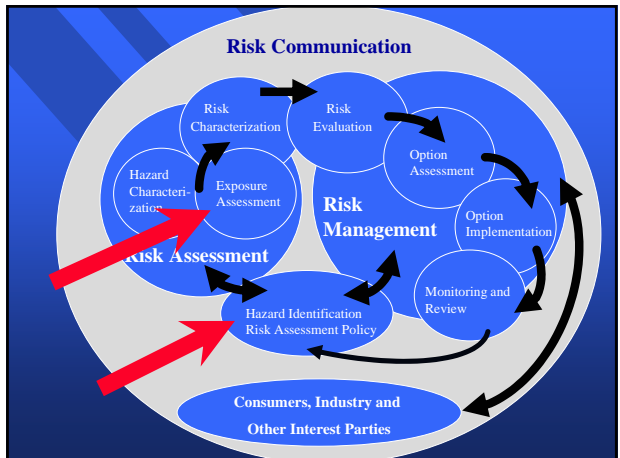 Risk Communication
Risk
Characterization
Risk
Evaluation
Option
Assessment
Hazard
Characteri-
zation
Exposure
Assessment
Risk
Management
Option
Implementation
Risk Assessment
Monitoring and
Review
Hazard Identification
Risk Assessment Policy
Consumers, Industry and
Other Interest Parties